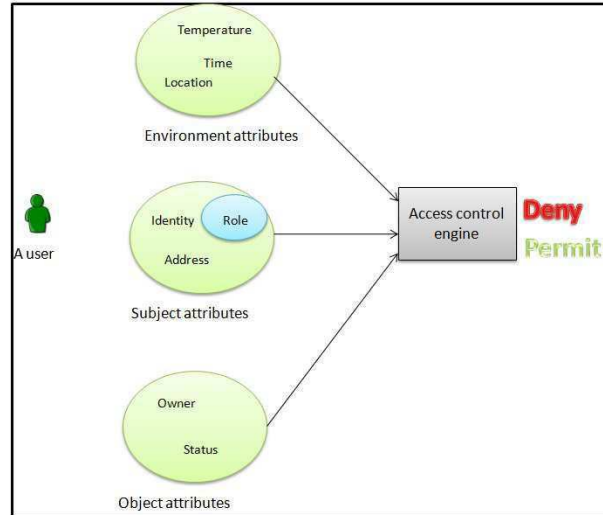 Temperature
Time
Location
Environment attributes
A user
Identity
Role
Address
Subject attributes
Access control
engine
Deny
Permit
Owner
Status
Object attributes